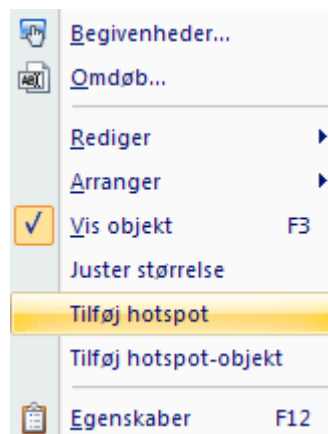 Begivenheder...
Omdøb...
Rediger
Arranger
Vis objekt F3
Juster størrelse
Tilføj hotspot
Tilføj hotspot-objekt
Egenskaber F12